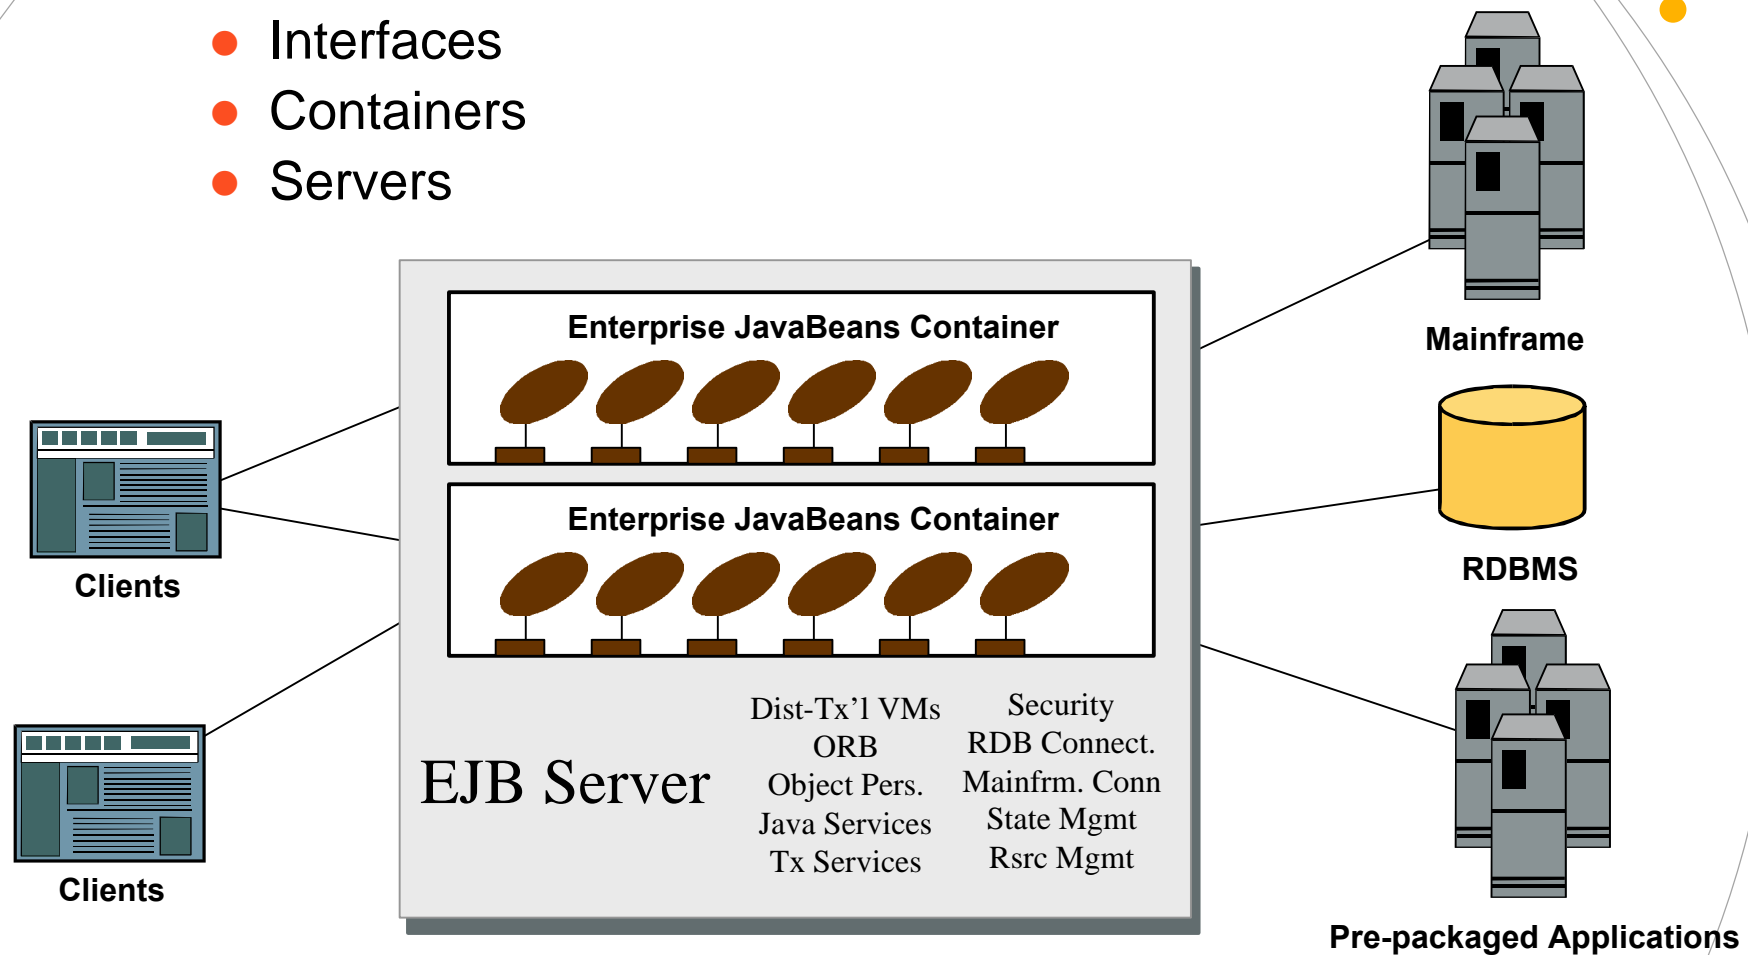 Interfaces
Containers
Servers
Mainframe
Enterprise JavaBeans Container
Enterprise JavaBeans Container
RDBMS
Clients
Clients
EJB Server
Dist-Tx’l VMs
ORB
Object Pers.
Java Services
Tx Services
Security
RDB Connect.
Mainfrm. Conn
State Mgmt
Rsrc Mgmt
Pre-packaged Applications